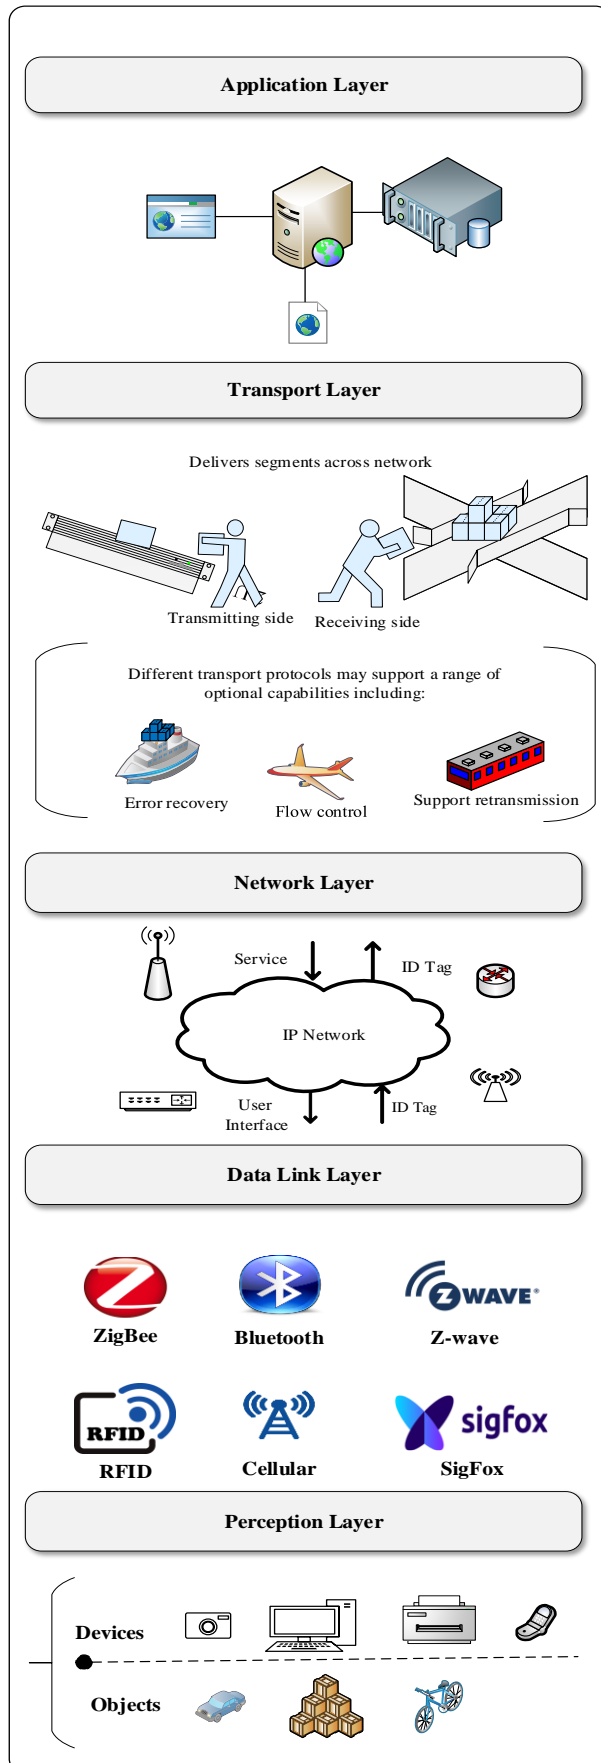 Application Layer
Transport Layer
Delivers segments across network
Transmitting side
Receiving side
Different transport protocols may support a range of
optional capabilities including:
Error recovery
Flow control
Support retransmission
Network Layer
Service
ID Tag
IP Network
User
Interface
ID Tag
Data Link Layer
Z
Z WAVE
ZigBee
Bluetooth
Z-wave
RFID
sigfox
RFID
Cellular
SigFox
Perception Layer
Devices
Objects